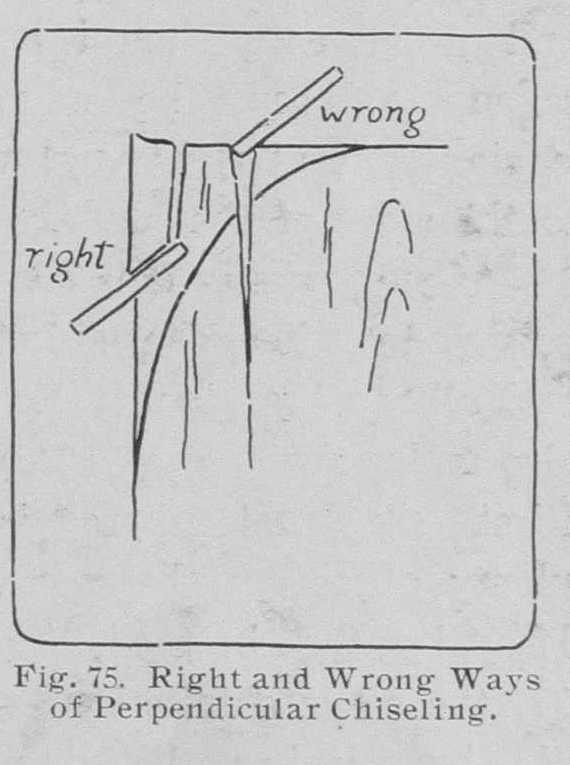 wrong
right
Fig. 75. Right and Wrong Ways
of Perpendicular Chiseling.